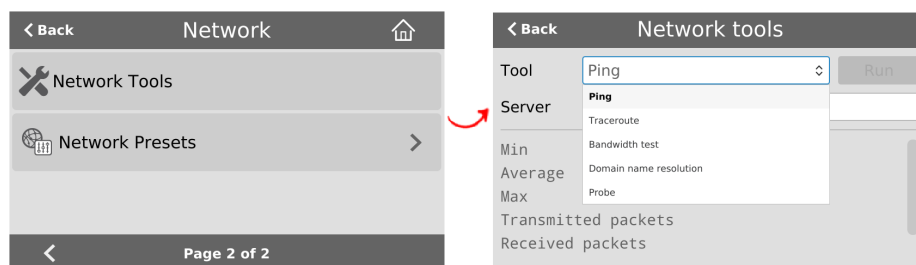 Back
Network
Network Tools
Network Presets
Page 2 of 2
Back
Network tools
Tool
Ping
Run
Server
Ping
Traceroute
Bandwidth test
Domain name resolution
Probe
Min
Average
Max
Transmitted packets
Received packets